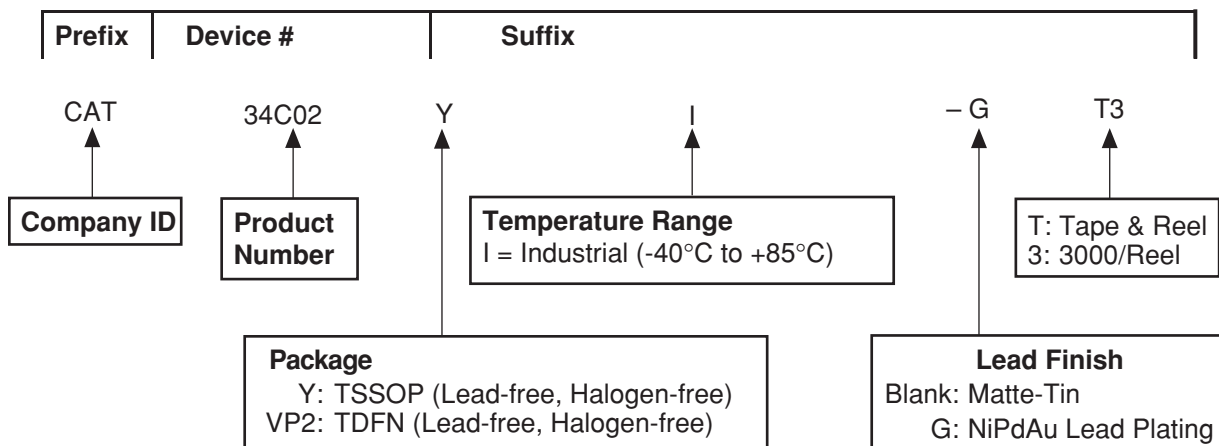 Prefix Device # Suffix
CAT 34C02 Y I – G T3
Company ID
Product
Number
Temperature Range
I = Industrial (-40°C to +85°C)
T: Tape & Reel
3: 3000/Reel
Package
Y: TSSOP (Lead-free, Halogen-free)
VP2: TDFN (Lead-free, Halogen-free)
Lead Finish
Blank: Matte-Tin
G: NiPdAu Lead Plating